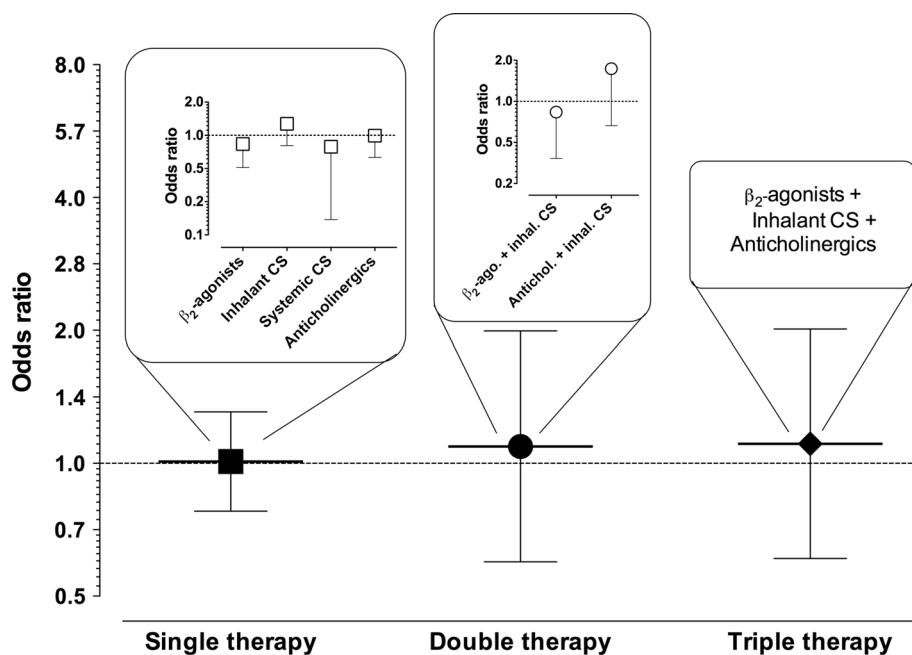 Odds ratio
8.0
5.7
4.0
2.8
2.0
1.4
1.0
0.7
0.5
Odds ratio
2.0
1.0
0.5
0.2
0.1
β₂-agonists
Inhalant CS
Systemic CS
Anticholinergics
Odds ratio
2.0
1.0
0.5
0.2
β₂-ago. + inhal. CS
Antichol. + inhal. CS
β₂-agonists +
Inhalant CS +
Anticholinergics
Single therapy
Double therapy
Triple therapy